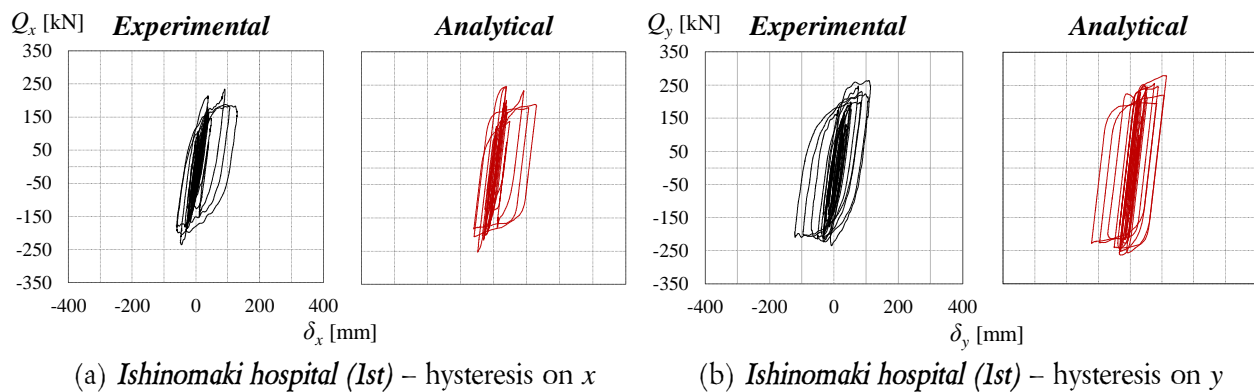 Qx [kN] Experimental Analytical Qy [kN] Experimental Analytical
350 350
250 250
150 150
50 50
-50 -50
-150 -150
-250 -250
-350 -350
-400 -200 0 200 400 -400 -200 0 200 400
δx [mm] δy [mm]
(a) Ishinomaki hospital (1st) – hysteresis on x (b) Ishinomaki hospital (1st) – hysteresis on y